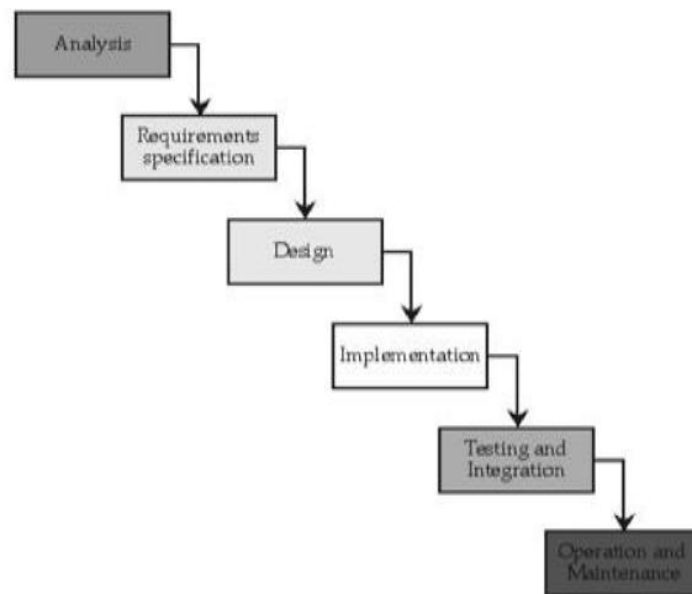 Analysis
Requirements
specification
Design
Implementation
Testing and
Integration
Operation and
Maintenance